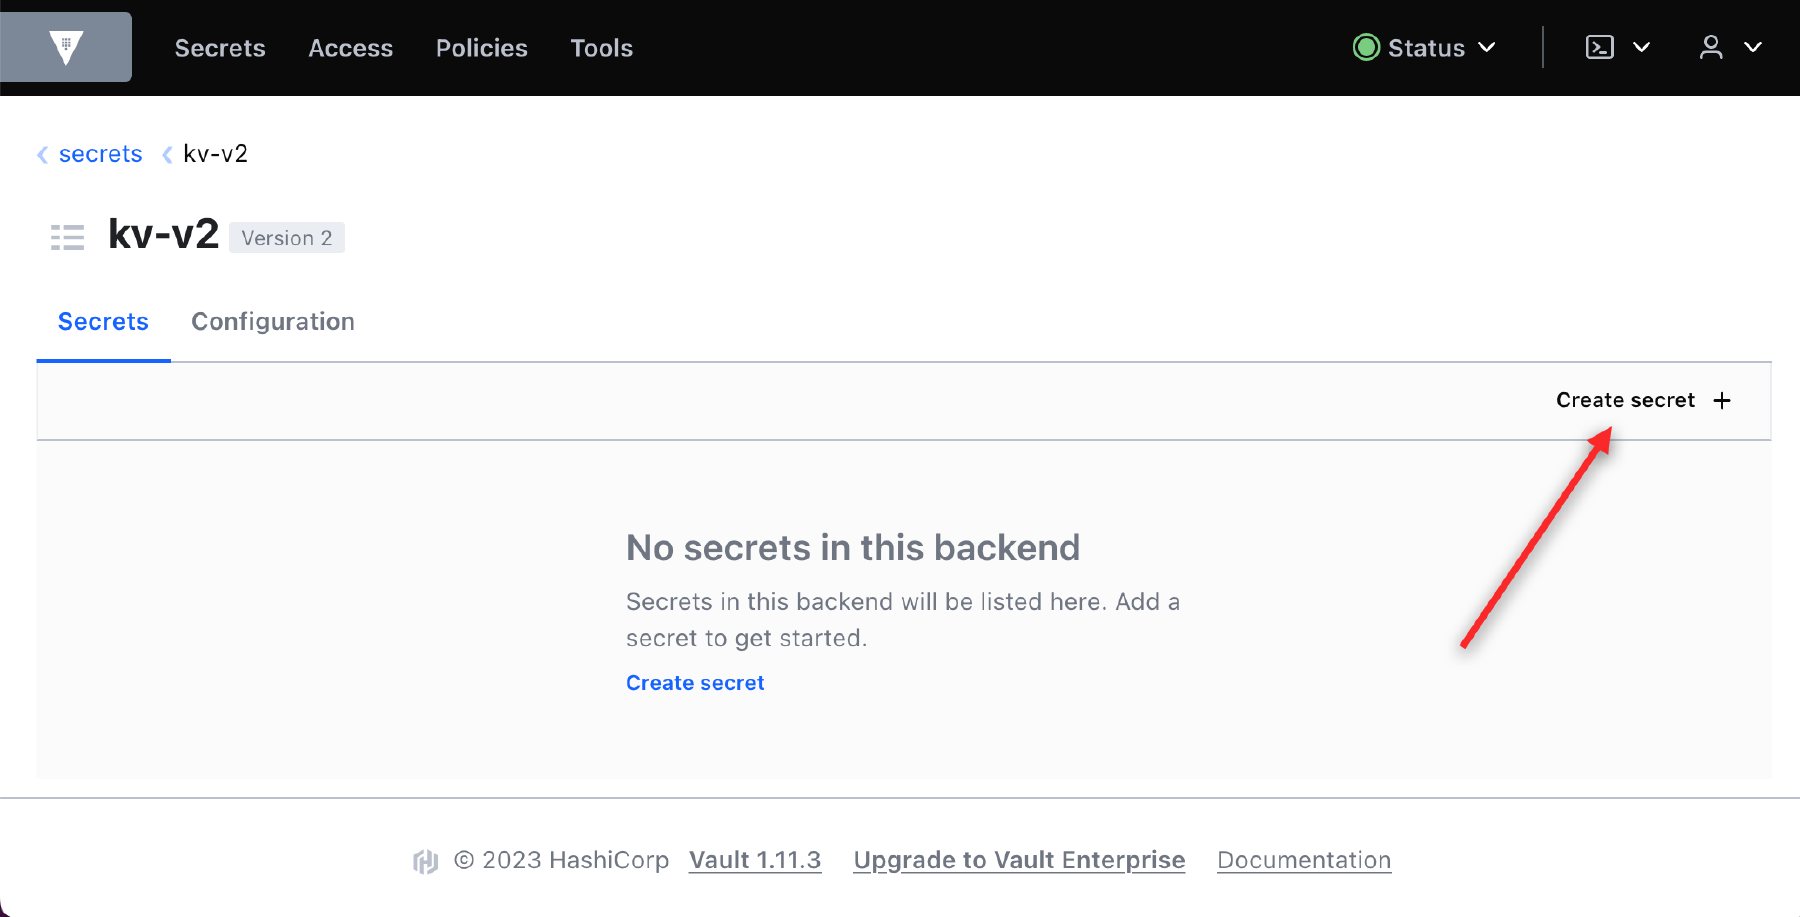 Secrets Access Policies Tools Status
secrets kv-v2
kv-v2 Version 2
Secrets Configuration
Create secret +
No secrets in this backend
Secrets in this backend will be listed here. Add a
secret to get started.
Create secret
© 2023 HashiCorp Vault 1.11.3 Upgrade to Vault Enterprise Documentation